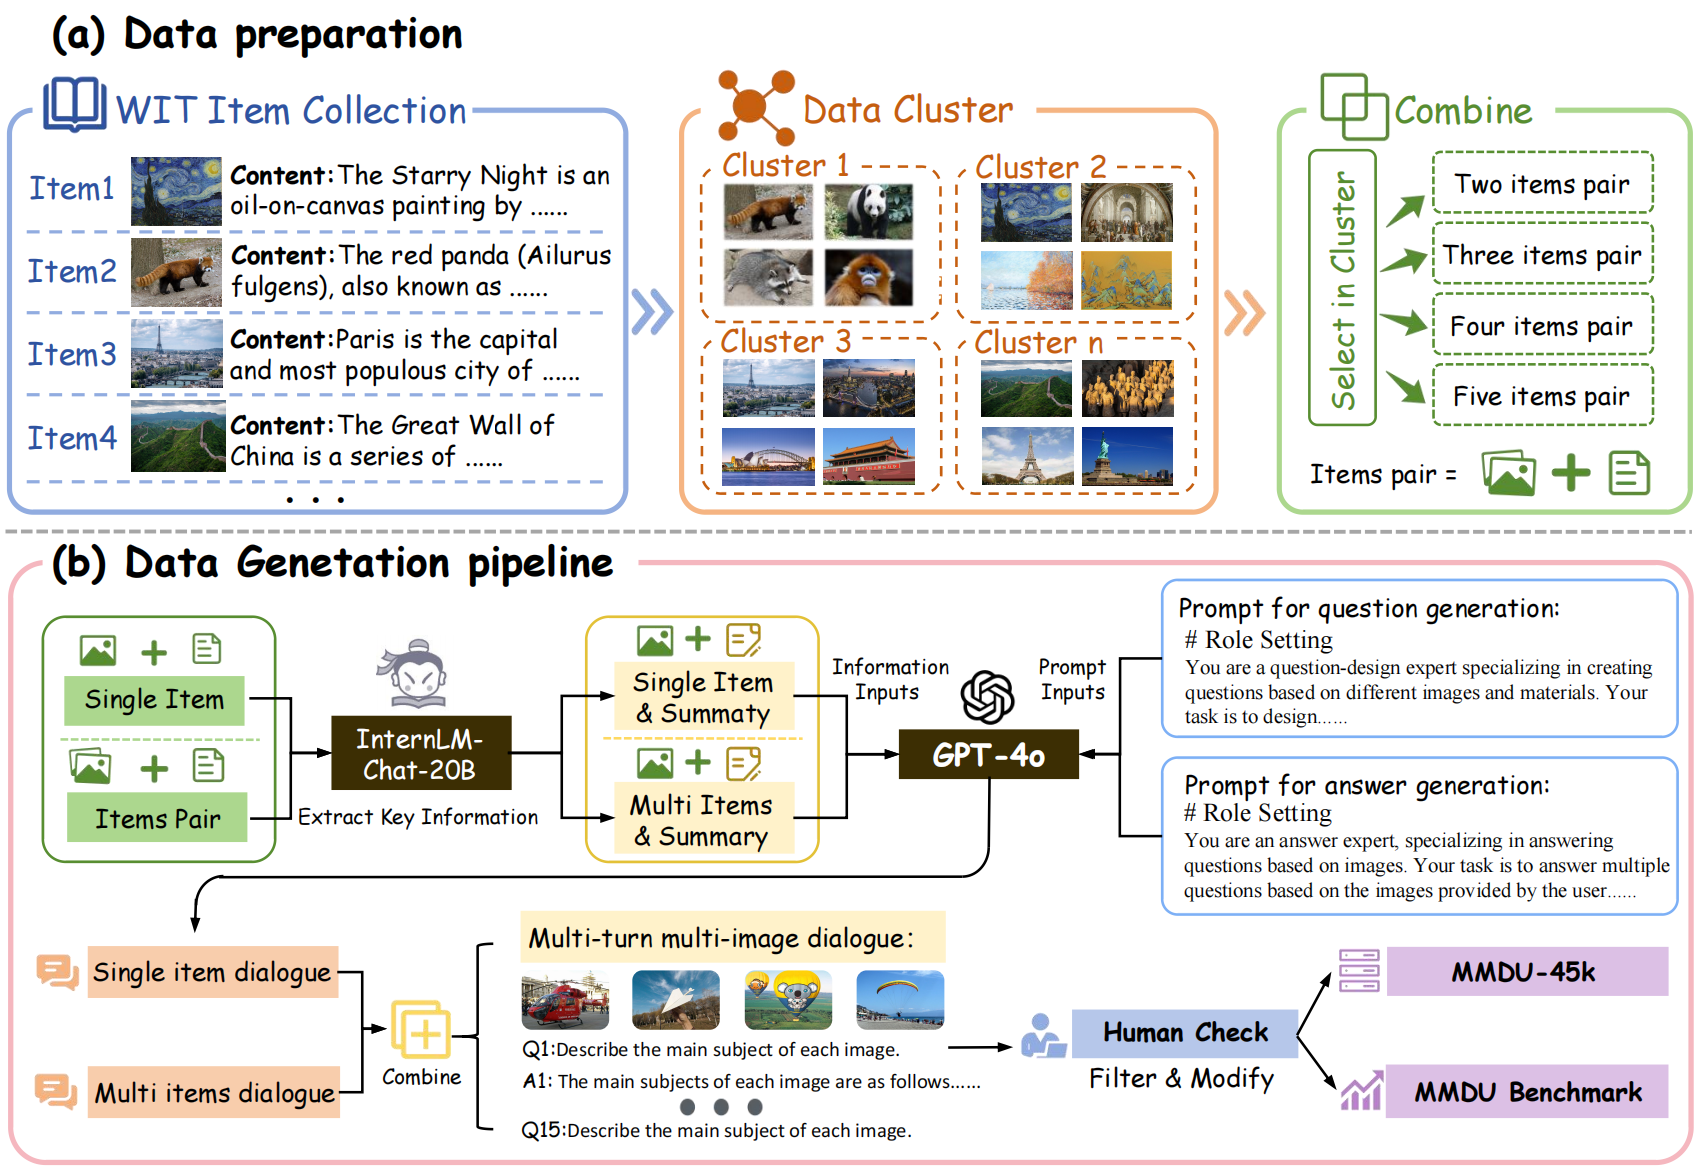 (a) Data preparation
WIT Item Collection
Item1
Content: The Starry Night is an
oil-on-canvas painting by ......
Item2
Content: The red panda (Ailurus
fulgens), also known as ......
Item3
Content: Paris is the capital
and most populous city of ......
Item4
Content: The Great Wall of
China is a series of ......
. . .
Data Cluster
Cluster 1
Cluster 2
Cluster 3
Cluster n
Combine
Select in Cluster
Two items pair
Three items pair
Four items pair
Five items pair
Items pair =
(b) Data Genetation pipeline
Single Item
Items Pair
InternLM-
Chat-20B
Extract Key Information
Single Item
& Summaty
Multi Items
& Summary
Information
Inputs
Prompt
Inputs
GPT-4o
Prompt for question generation:
# Role Setting
You are a question-design expert specializing in creating
questions based on different images and materials. Your
task is to design......
Prompt for answer generation:
# Role Setting
You are an answer expert, specializing in answering
questions based on images. Your task is to answer multiple
questions based on the images provided by the user......
Single item dialogue
Multi items dialogue
Combine
Multi-turn multi-image dialogue:
Q1:Describe the main subject of each image.
A1: The main subjects of each image are as follows......
Q15:Describe the main subject of each image.
Human Check
Filter & Modify
MMDU-45k
MMDU Benchmark